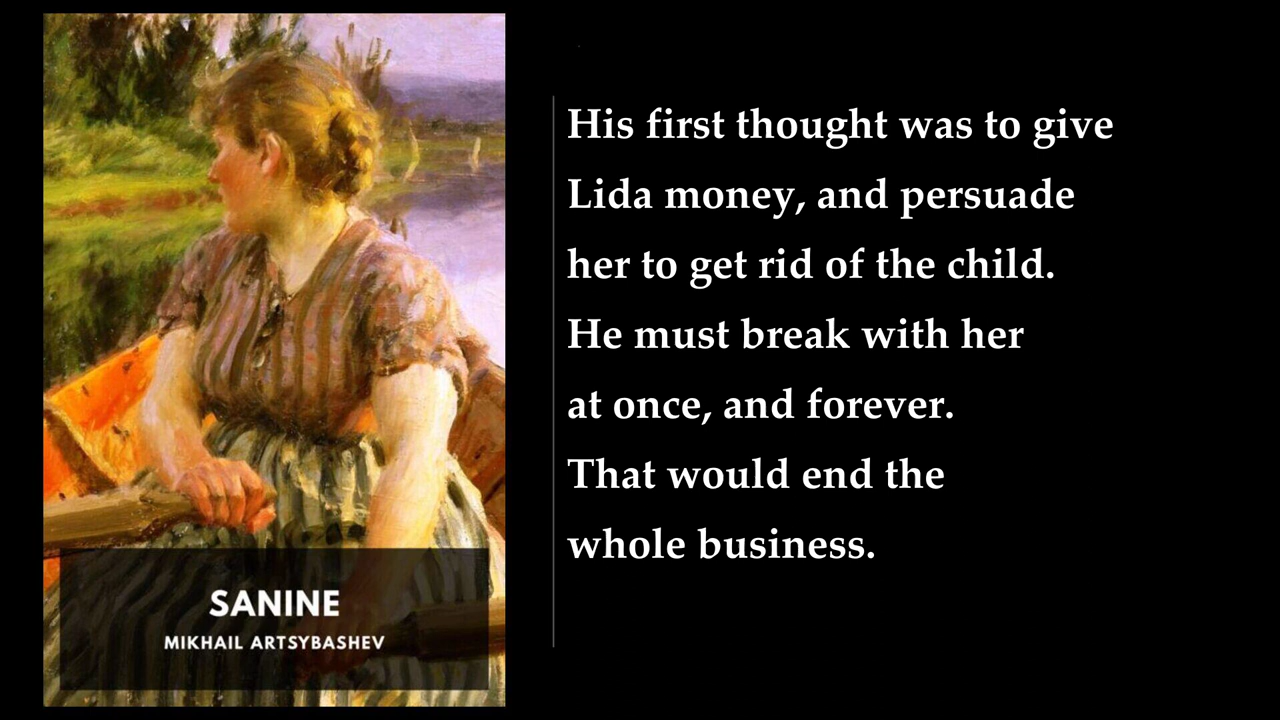 SANINE
MIKHAIL ARTSYBASHEV
His first thought was to give
Lida money, and persuade
her to get rid of the child.
He must break with her
at once, and forever.
That would end the
whole business.